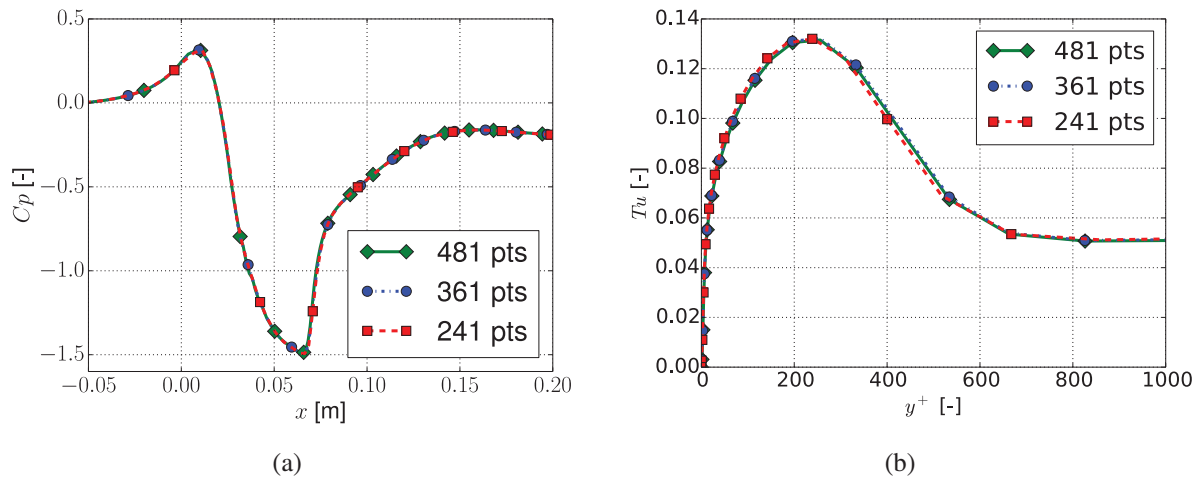 0.5
0.0
−0.5
−1.0
−1.5
Cp [-]
−0.05
0.00
0.05
0.10
0.15
0.20
x [m]
481 pts
361 pts
241 pts
(a)
0.14
0.12
0.10
0.08
0.06
0.04
0.02
0.00
Tu [-]
0
200
400
600
800
1000
y+ [-]
481 pts
361 pts
241 pts
(b)